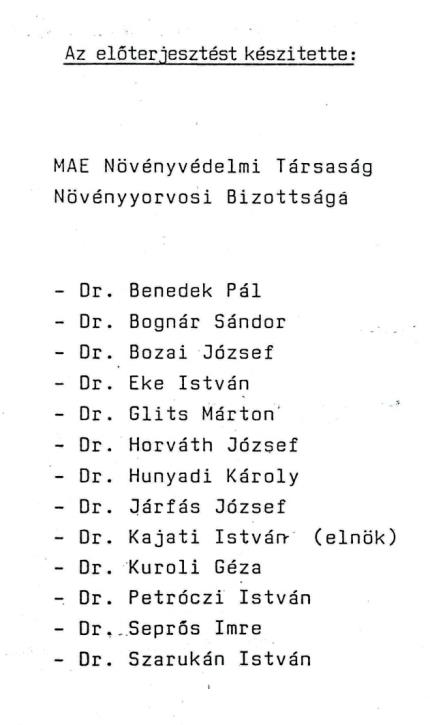 Az előterjesztést készitette:
MAE Növényvédelmi Társaság
Növényyorvosi Bizottsága
- Dr. Benedek Pál
- Dr. Bognár Sándor
- Dr. Bozai József
- Dr. Eke István
- Dr. Glits Márton
- Dr. Horváth József
- Dr. Hunyadi Károly
- Dr. Járfás József
- Dr. Kajati István (elnök)
- Dr. Kuroli Géza
- Dr. Petróczi István
- Dr. Seprős Imre
- Dr. Szarukán István